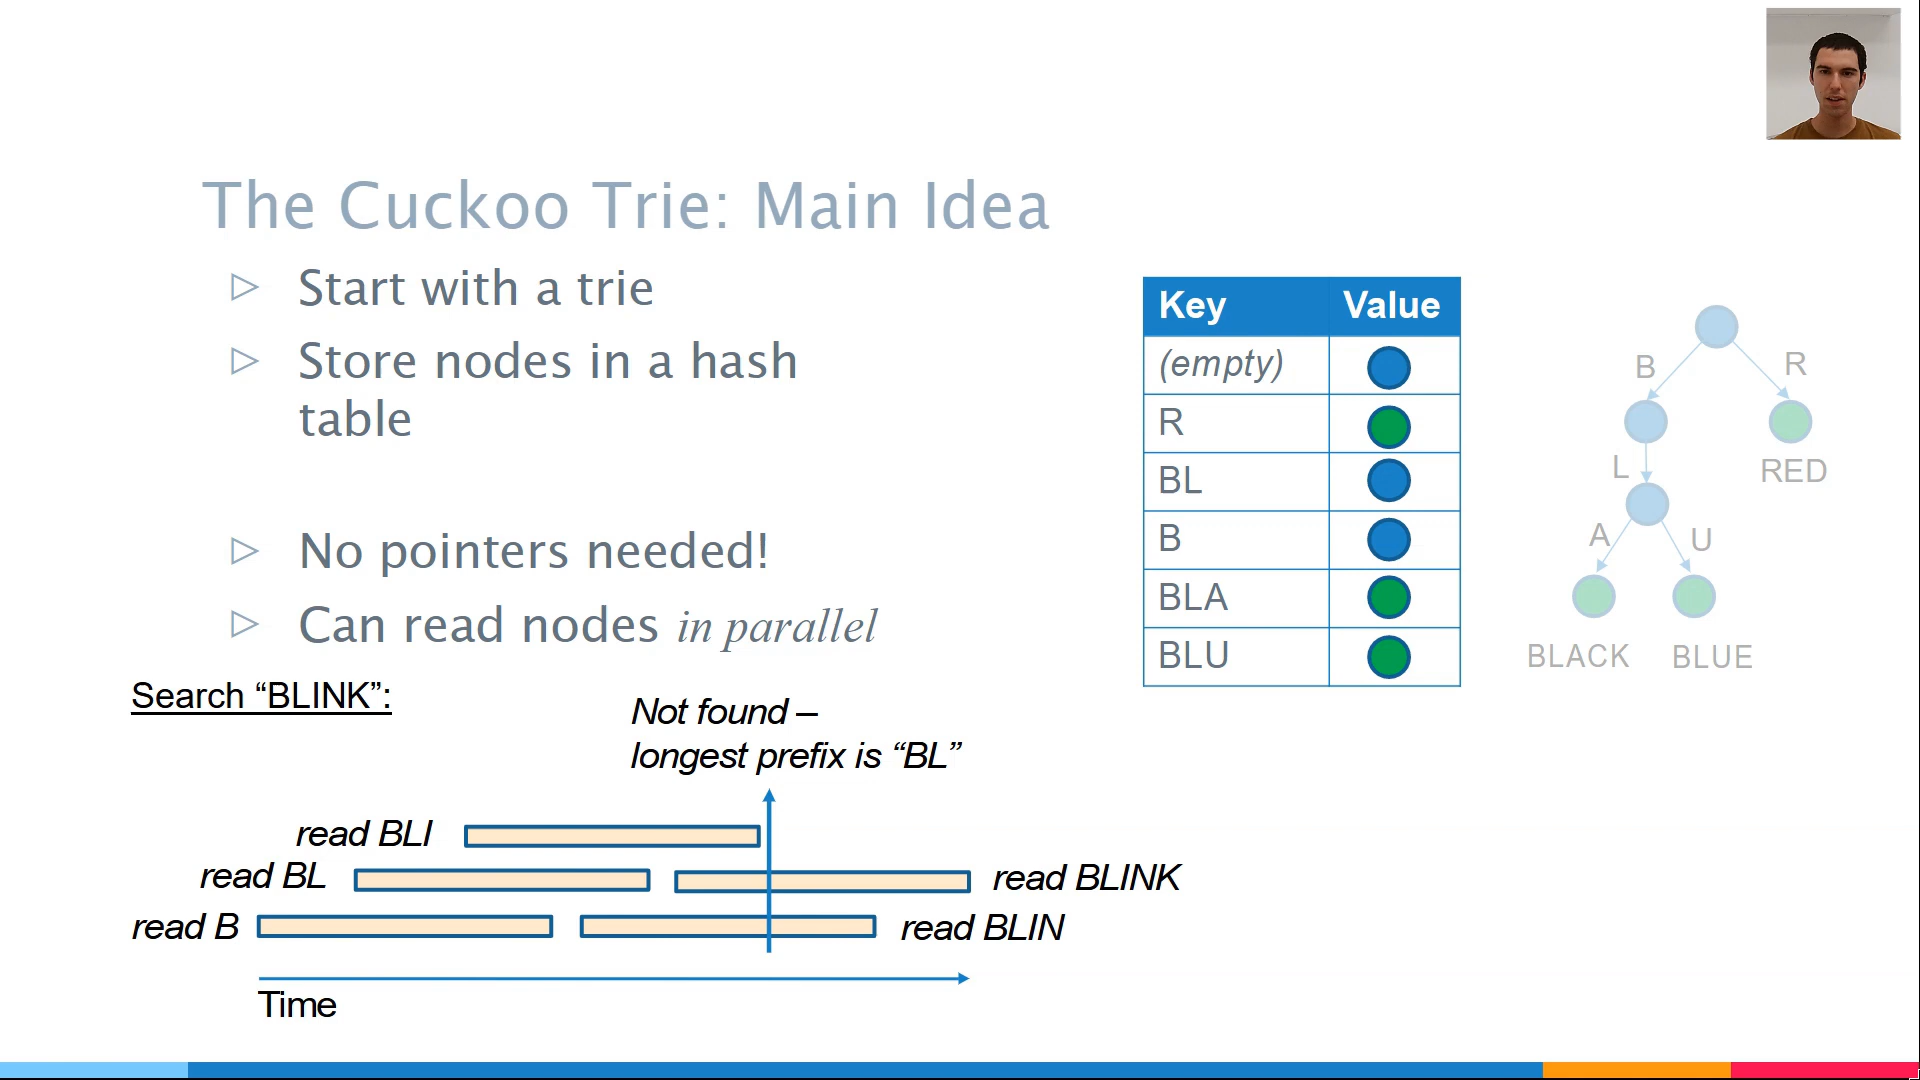 The Cuckoo Trie: Main Idea
Start with a trie
Store nodes in a hash
table
No pointers needed!
Can read nodes in parallel
Key Value
(empty)
R
BL
B
BLA
BLU
B R
L
RED
A U
BLACK BLUE
Search “BLINK”:
Not found –
longest prefix is “BL”
read BLI
read BL
read BLINK
read B
read BLIN
Time